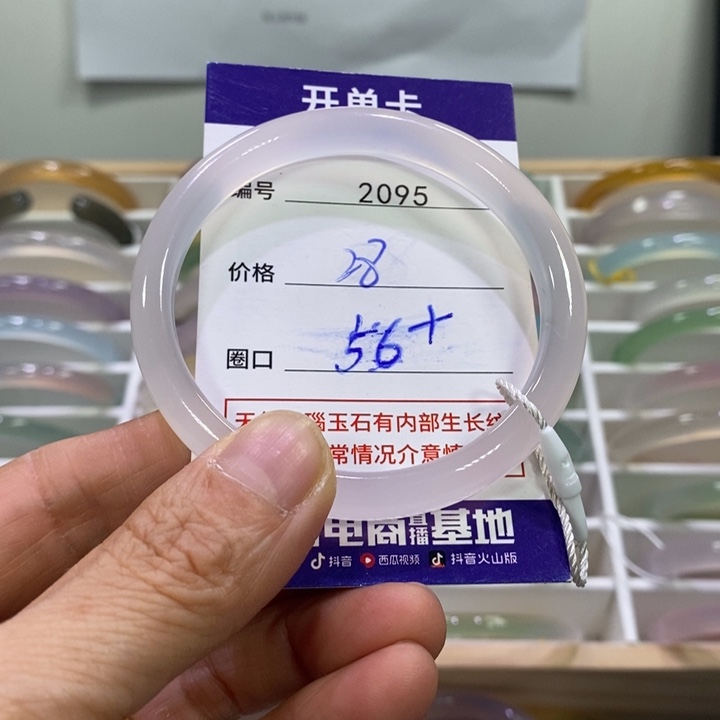 开单卡
编号 2095
价格 28
圈口 56+
瑙玉石有内部生长纹
常情况介意慎
电商直播基地
抖音 西瓜视频 抖音火山版